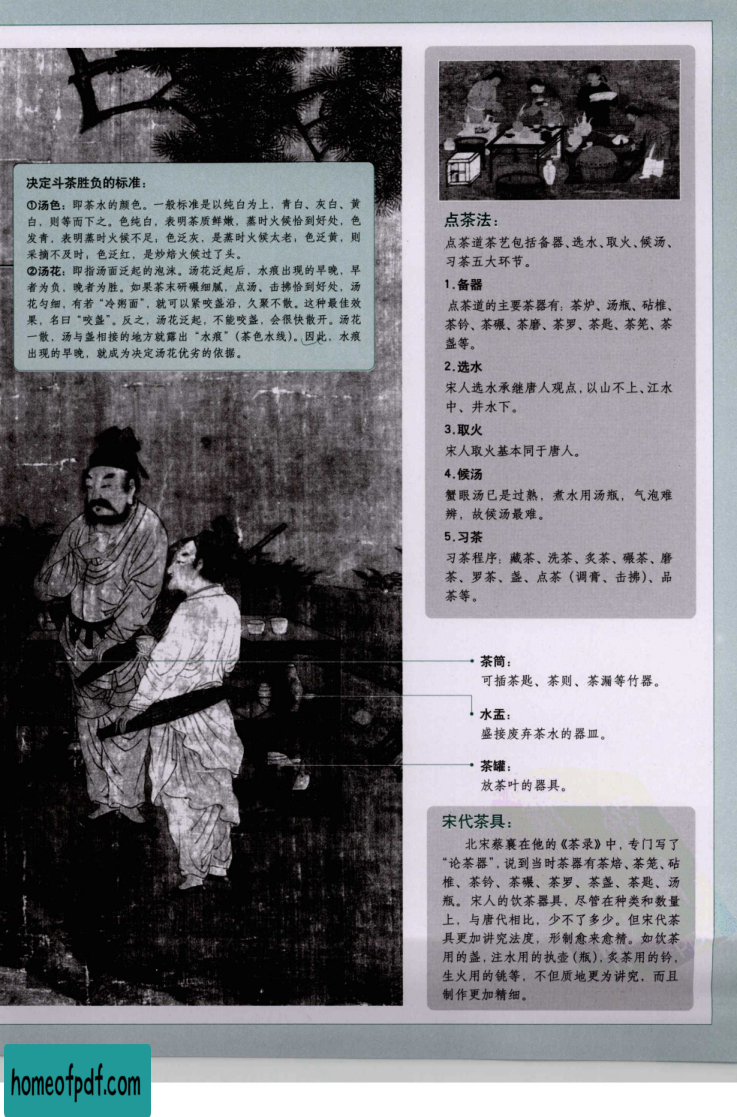 决定斗茶胜负的标准：
①汤色：即茶水的颜色。一般标准是以纯白为上，青白、灰白、黄
白，则等而下之。色纯白，表明茶质鲜嫩，蒸时火候恰到好处，色
发青，表明蒸时火候不足；色泛灰，是蒸时火候太老，色泛黄，则
采摘不及时；色泛红，是炒焙火候过了头。
②汤花：即指汤面泛起的泡沫。汤花泛起后，水痕出现的早晚，早
者为负，晚者为胜。如果茶末研碾细腻，点汤、击拂恰到好处，汤
花匀细，有若“冷粥面”，就可以紧咬盏沿，久聚不散。这种最佳效
果，名曰“咬盏”。反之，汤花泛起，不能咬盏，会很快散开。汤花
一散，汤与盏相接的地方就露出“水痕”(茶色水线)。因此，水痕
出现的早晚，就成为决定汤花优劣的依据。
点茶法：
点茶道茶艺包括备器、选水、取火、候汤、
习茶五大环节。
1.备器
点茶道的主要茶器有：茶炉、汤瓶、砧椎、
茶钤、茶碾、茶磨、茶罗、茶匙、茶筅、茶
盏等。
2.选水
宋人选水承继唐人观点，以山不上、江水
中、井水下。
3.取火
宋人取火基本同于唐人。
4.候汤
蟹眼汤已是过熟，煮水用汤瓶，气泡难
辨，故候汤最难。
5.习茶
习茶程序：藏茶、洗茶、炙茶、碾茶、磨
茶、罗茶、盏、点茶（调膏、击拂）、品
茶等。
茶筒：
可插茶匙、茶则、茶漏等竹器。
水盂：
盛接废弃茶水的器皿。
茶罐：
放茶叶的器具。
宋代茶具：
北宋蔡襄在他的《茶录》中，专门写了
“论茶器”，说到当时茶器有茶焙、茶笼、砧
椎、茶钤、茶碾、茶罗、茶盏、茶匙、汤
瓶。宋人的饮茶器具，尽管在种类和数量
上，与唐代相比，少不了多少。但宋代茶
具更加讲究法度，形制愈来愈精。如饮茶
用的盏，注水用的执壶（瓶），炙茶用的钤，
生火用的铫等，不但质地更为讲究，而且
制作更加精细。
homeofpdf.com